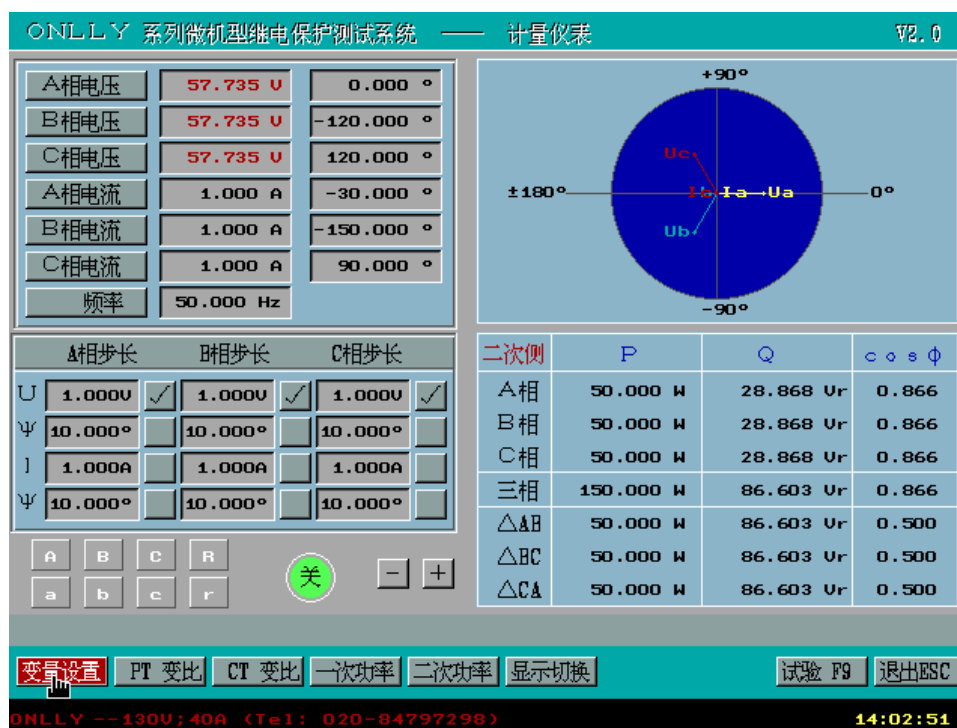 ONLLY 系列微机型继电保护测试系统 —— 计量仪表 V2.0
A相电压 57.735 V 0.000 °
B相电压 57.735 V -120.000 °
C相电压 57.735 V 120.000 °
A相电流 1.000 A -30.000 °
B相电流 1.000 A -150.000 °
C相电流 1.000 A 90.000 °
频率 50.000 Hz
+90°
Uc
±180° Ia Ua 0°
Ub
-90°
A相步长 B相步长 C相步长
U 1.000V 1.000V 1.000V
Ψ 10.000° 10.000° 10.000°
I 1.000A 1.000A 1.000A
Ψ 10.000° 10.000° 10.000°
A B C R
a b c r
关 - +
二次侧 P Q cosφ
A相 50.000 W 28.868 Vr 0.866
B相 50.000 W 28.868 Vr 0.866
C相 50.000 W 28.868 Vr 0.866
三相 150.000 W 86.603 Vr 0.866
△AB 50.000 W 86.603 Vr 0.500
△BC 50.000 W 86.603 Vr 0.500
△CA 50.000 W 86.603 Vr 0.500
变量设置 PT 变比 CT 变比 一次功率 二次功率 显示切换 试验 F9 退出ESC
ONLLY --130V;40A (Tel: 020-84797298) 14:02:51